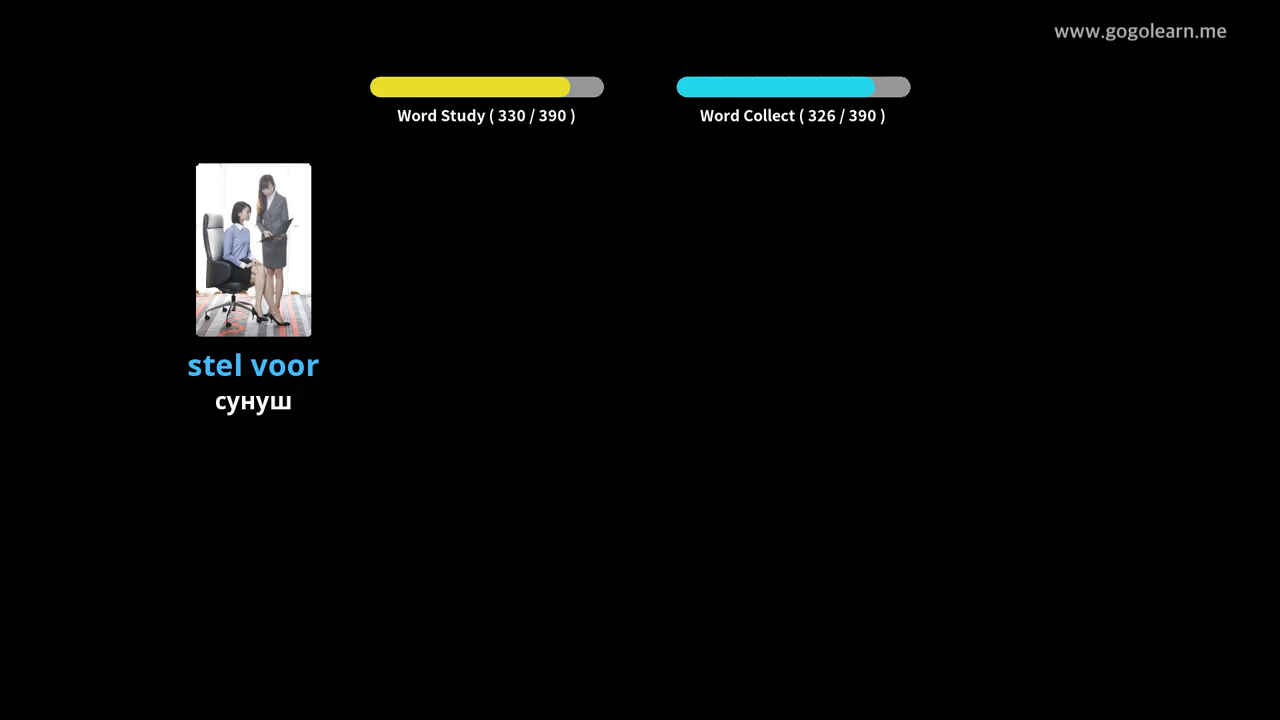 www.gogolearn.me
Word Study ( 330 / 390 )
Word Collect ( 326 / 390 )
stel voor
сунуш